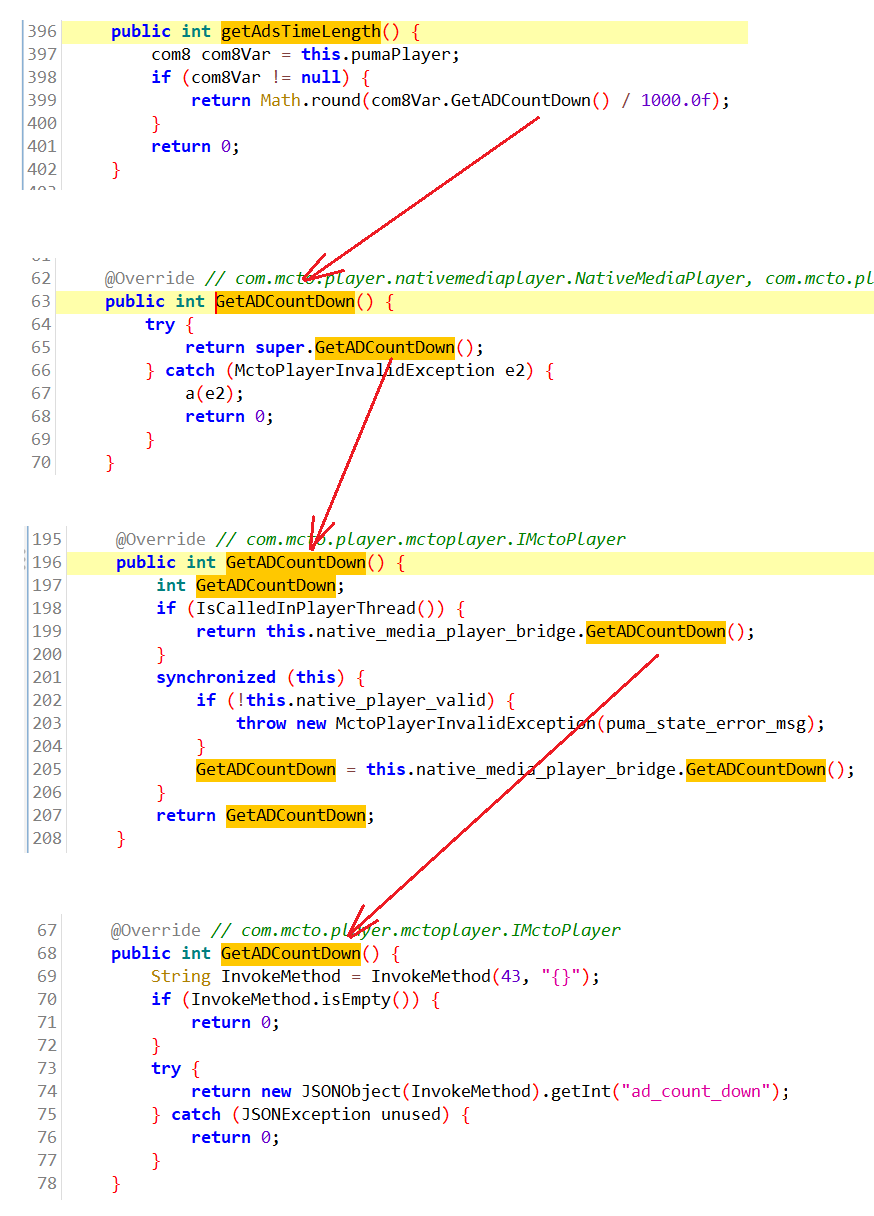 396 public int getAdsTimeLength() {
397 com8 com8Var = this.pumaPlayer;
398 if (com8Var != null) {
399 return Math.round(com8Var.GetADCountDown() / 1000.0f);
400 }
401 return 0;
402 }
62 @Override // com.mcto.player.nativemediaplayer.NativeMediaPlayer, com.mcto.pl
63 public int GetADCountDown() {
64 try {
65 return super.GetADCountDown();
66 } catch (MctoPlayerInvalidException e2) {
67 a(e2);
68 return 0;
69 }
70 }
195 @Override // com.mcto.player.mctoplayer.IMctoPlayer
196 public int GetADCountDown() {
197 int GetADCountDown;
198 if (IsCalledInPlayerThread()) {
199 return this.native_media_player_bridge.GetADCountDown();
200 }
201 synchronized (this) {
202 if (!this.native_player_valid) {
203 throw new MctoPlayerInvalidException(puma_state_error_msg);
204 }
205 GetADCountDown = this.native_media_player_bridge.GetADCountDown();
206 }
207 return GetADCountDown;
208 }
67 @Override // com.mcto.player.mctoplayer.IMctoPlayer
68 public int GetADCountDown() {
69 String InvokeMethod = InvokeMethod(43, "{}");
70 if (InvokeMethod.isEmpty()) {
71 return 0;
72 }
73 try {
74 return new JSONObject(InvokeMethod).getInt("ad_count_down");
75 } catch (JSONException unused) {
76 return 0;
77 }
78 }